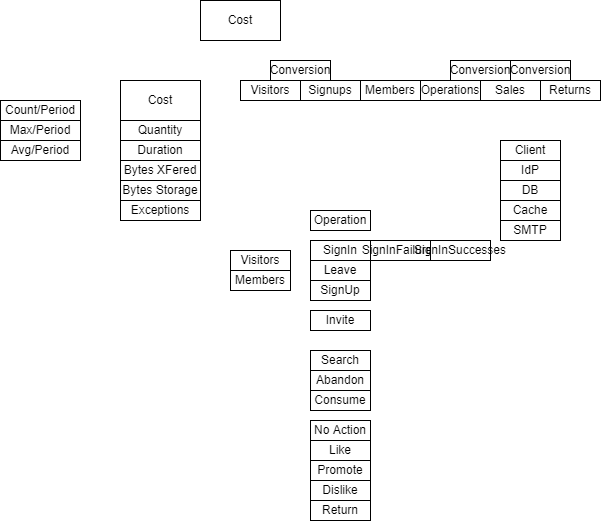 Cost
Conversion Conversion Conversion
Visitors Signups Members Operations Sales Returns
Count/Period
Max/Period
Avg/Period
Cost
Quantity
Duration
Bytes XFered
Bytes Storage
Exceptions
Client
IdP
DB
Cache
SMTP
Operation
SignIn SignInFailure SignInSuccesses
Leave
SignUp
Visitors
Members
Invite
Search
Abandon
Consume
No Action
Like
Promote
Dislike
Return